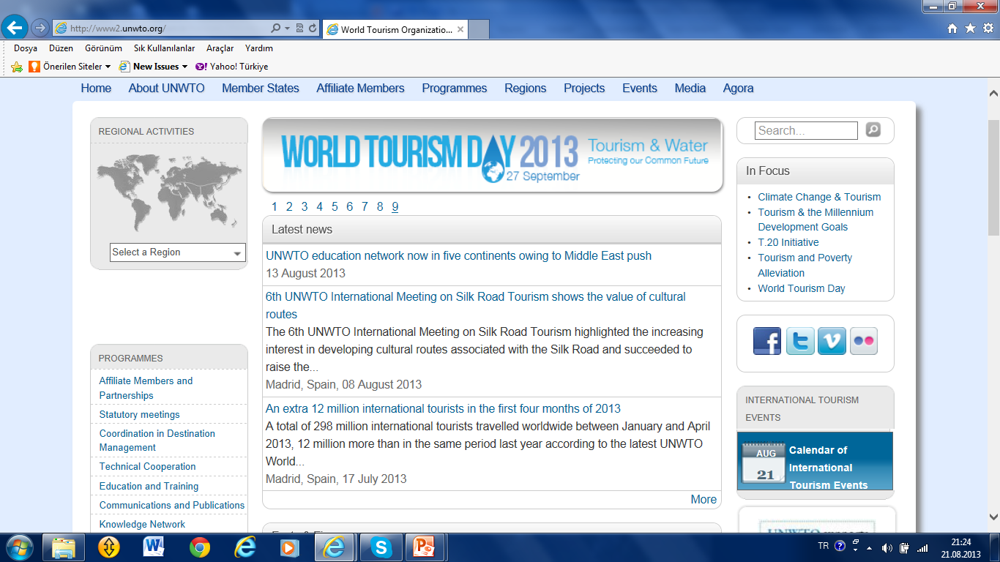 http://www2.unwto.org/
World Tourism Organizatio...
Dosya Düzen Görünüm Sık Kullanılanlar Araçlar Yardım
Önerilen Siteler New Issues Yahoo! Türkiye
Home About UNWTO Member States Affiliate Members Programmes Regions Projects Events Media Agora
REGIONAL ACTIVITIES
Select a Region
PROGRAMMES
Affiliate Members and
Partnerships
Statutory meetings
Coordination in Destination
Management
Technical Cooperation
Education and Training
Communications and Publications
Knowledge Network
WORLD TOURISM DAY 2013
27 September
Tourism & Water
Protecting our Common Future
1 2 3 4 5 6 7 8 9
Latest news
UNWTO education network now in five continents owing to Middle East push
13 August 2013
6th UNWTO International Meeting on Silk Road Tourism shows the value of cultural
routes
The 6th UNWTO International Meeting on Silk Road Tourism highlighted the increasing
interest in developing cultural routes associated with the Silk Road and succeeded to
raise the...
Madrid, Spain, 08 August 2013
An extra 12 million international tourists in the first four months of 2013
A total of 298 million international tourists travelled worldwide between January and April
2013, 12 million more than in the same period last year according to the latest UNWTO
World...
Madrid, Spain, 17 July 2013
More
Search...
In Focus
Climate Change & Tourism
Tourism & the Millennium
Development Goals
T.20 Initiative
Tourism and Poverty
Alleviation
World Tourism Day
INTERNATIONAL TOURISM
EVENTS
AUG
21
Calendar of
International
Tourism Events
TR
21:24
21.08.2013